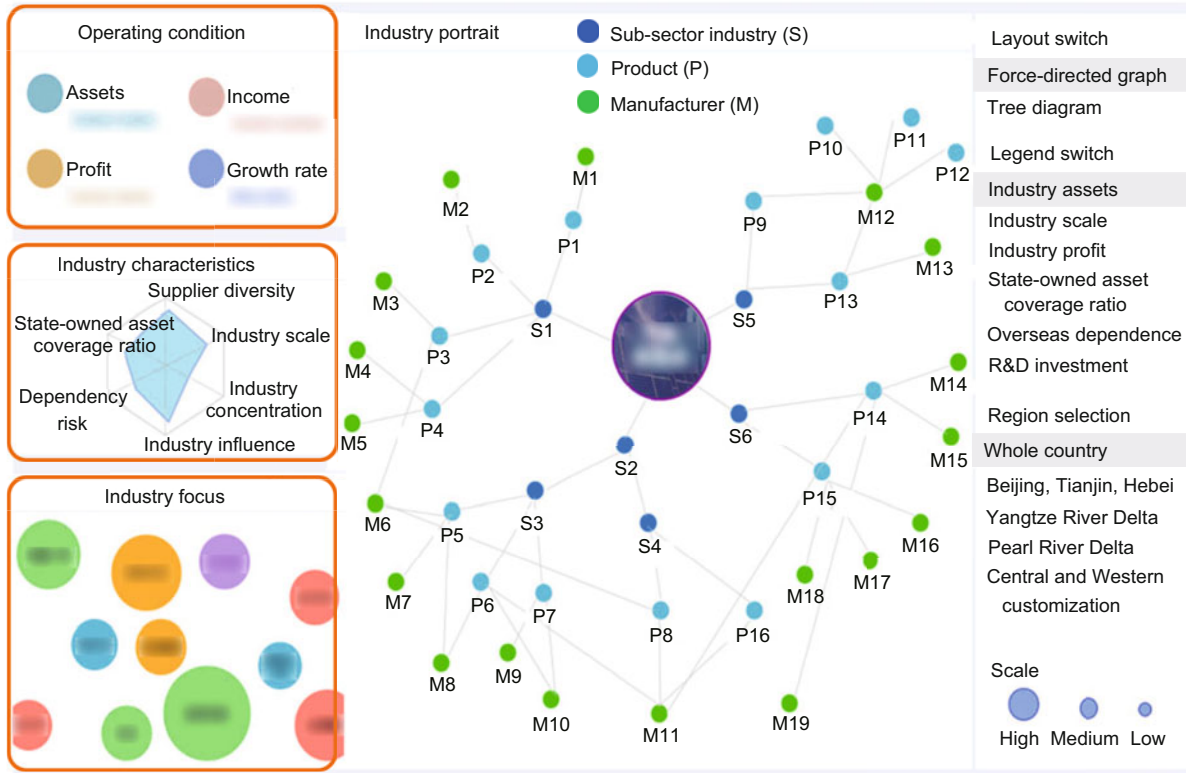 Operating condition
Assets
Income
Profit
Growth rate
Industry characteristics
Supplier diversity
State-owned asset
coverage ratio
Industry scale
Dependency
risk
Industry
concentration
Industry influence
Industry focus
Industry portrait
Sub-sector industry (S)
Product (P)
Manufacturer (M)
P10
P11
P12
M1
M2
P9
M12
P1
P2
M13
M3
P13
S1
S5
P3
M4
M14
P14
P4
S6
M5
M15
S2
P15
M6
P5
S3
S4
M16
M17
M18
M7
P6
P7
P8
P16
M8
M9
M10
M11
M19
Layout switch
Force-directed graph
Tree diagram
Legend switch
Industry assets
Industry scale
Industry profit
State-owned asset
coverage ratio
Overseas dependence
R&D investment
Region selection
Whole country
Beijing, Tianjin, Hebei
Yangtze River Delta
Pearl River Delta
Central and Western
customization
Scale
High Medium Low